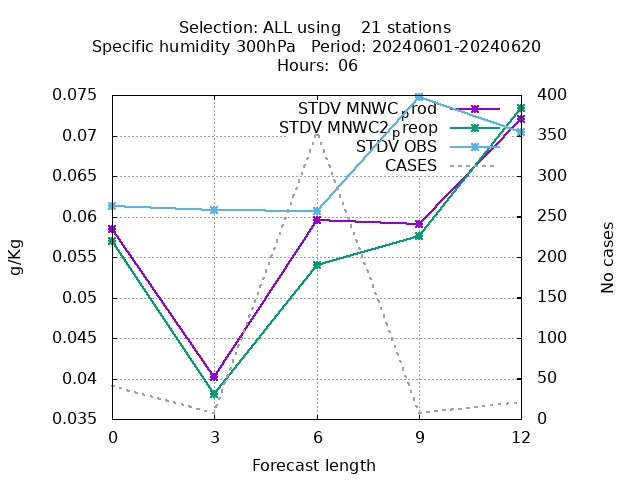 Selection: ALL using    21 stations
Specific humidity 300hPa   Period: 20240601-20240620
Hours: 06
STDV MNWC_prod
STDV MNWC2_preop
STDV OBS
CASES
0.075
0.07
0.065
0.06
0.055
0.05
0.045
0.04
0.035
400
350
300
250
200
150
100
50
0
g/Kg
No cases
0 3 6 9 12
Forecast length